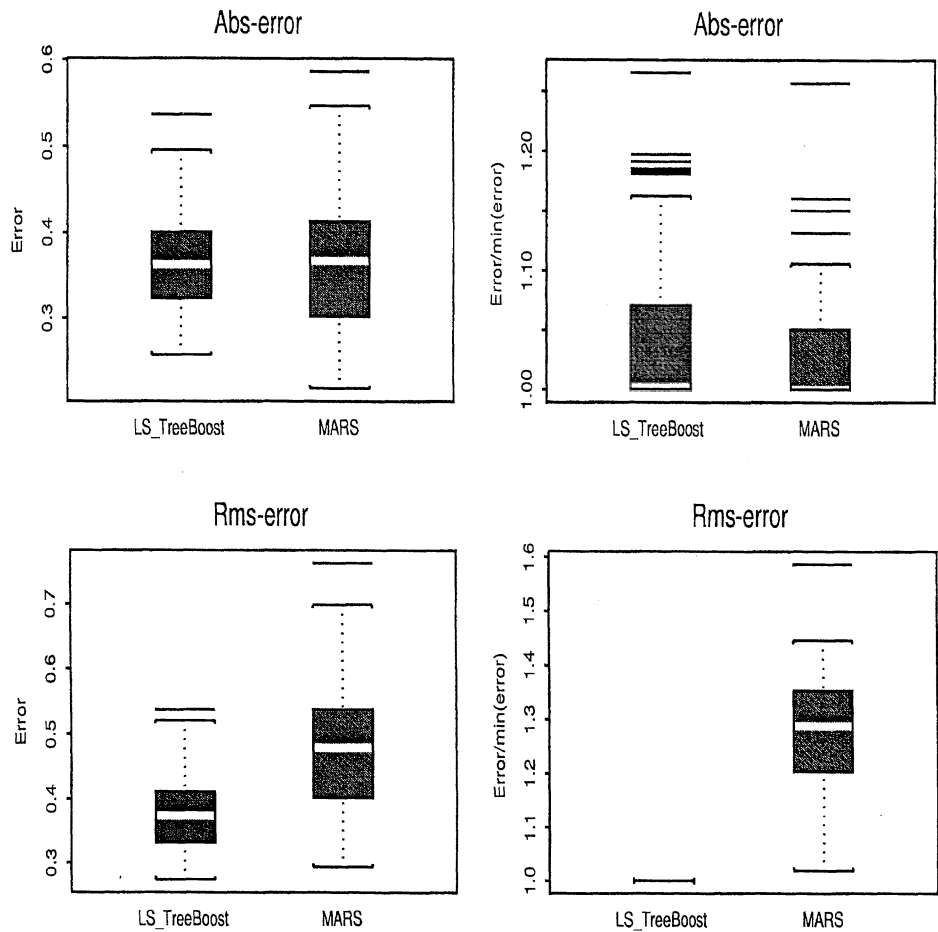 Abs-error
Error
0.6
0.5
0.4
0.3
LS_TreeBoost MARS
Abs-error
Error/min(error)
1.20
1.10
1.00
LS_TreeBoost MARS
Rms-error
Error
0.7
0.6
0.5
0.4
0.3
LS_TreeBoost MARS
Rms-error
Error/min(error)
1.6
1.5
1.4
1.3
1.2
1.1
1.0
LS_TreeBoost MARS